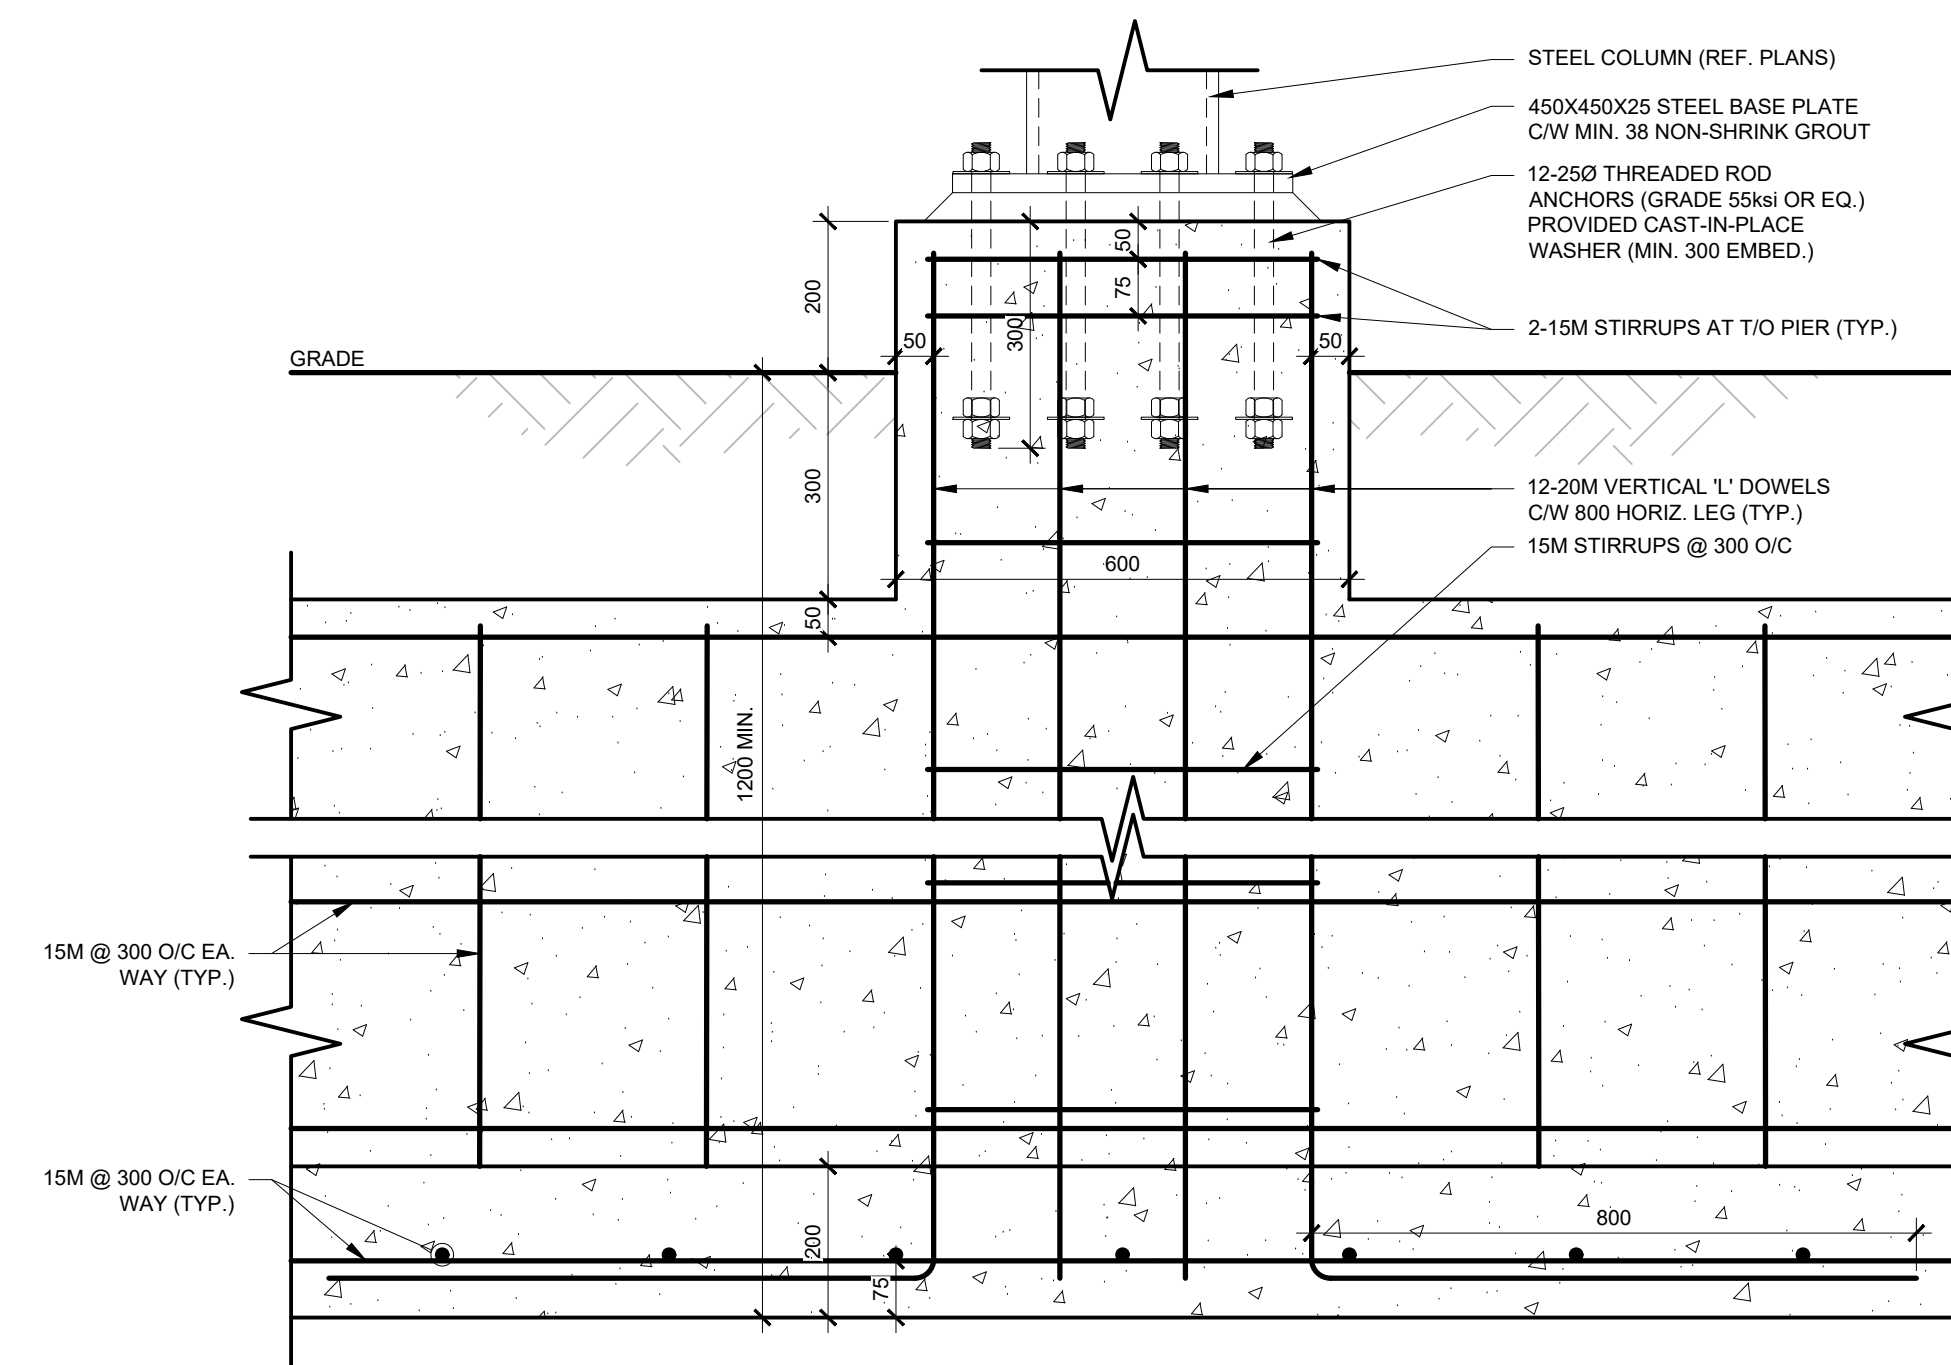 STEEL COLUMN (REF. PLANS)
450X450X25 STEEL BASE PLATE
C/W MIN. 38 NON-SHRINK GROUT
12-25Ø THREADED ROD
ANCHORS (GRADE 55ksi OR EQ.)
PROVIDED CAST-IN-PLACE
WASHER (MIN. 300 EMBED.)
50
75
200
300
2-15M STIRRUPS AT T/O PIER (TYP.)
50
50
GRADE
300
12-20M VERTICAL 'L' DOWELS
C/W 800 HORIZ. LEG (TYP.)
15M STIRRUPS @ 300 O/C
600
50
1200 MIN.
15M @ 300 O/C EA.
WAY (TYP.)
15M @ 300 O/C EA.
WAY (TYP.)
200
75
800